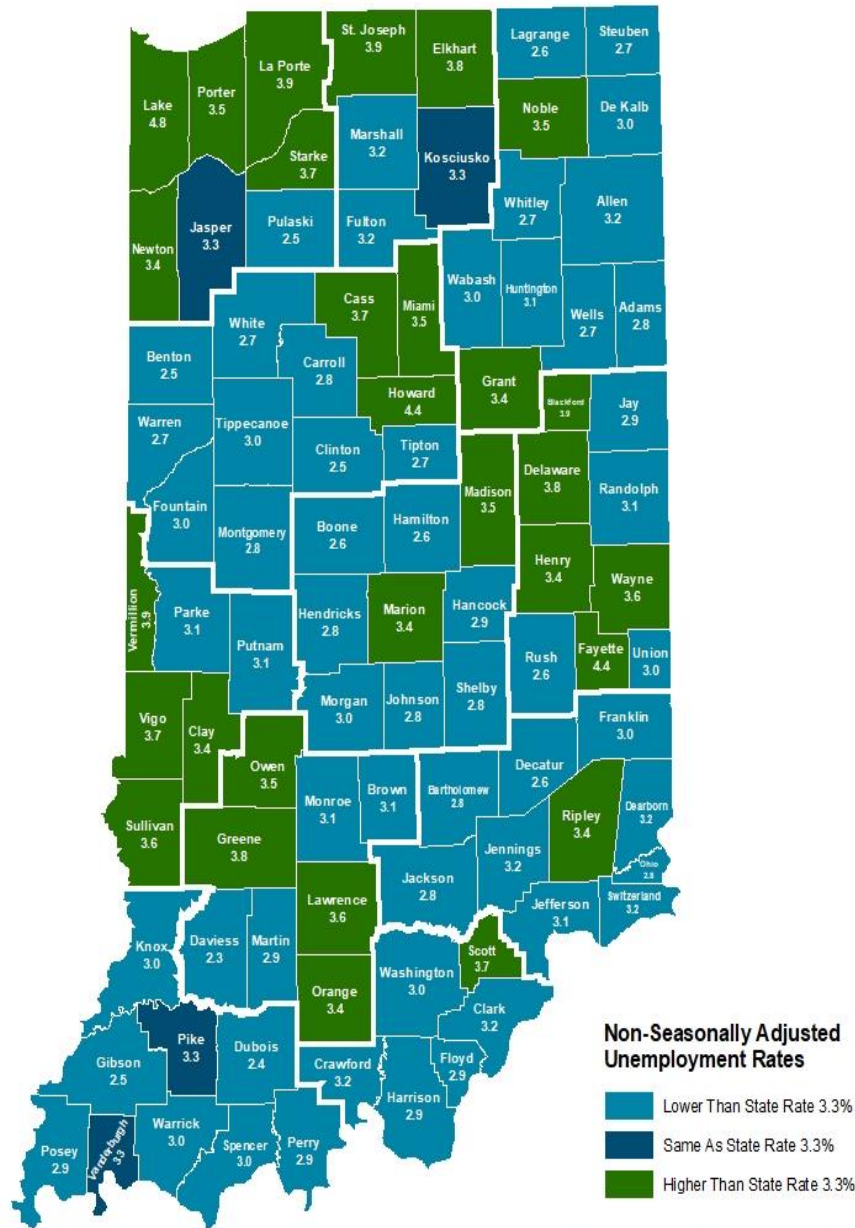 St. Joseph
3.9
Elkhart
3.8
Lagrange
2.6
Steuben
2.7
La Porte
3.9
Porter
3.5
Lake
4.8
Noble
3.5
De Kalb
3.0
Marshall
3.2
Starke
3.7
Kosciusko
3.3
Whitley
2.7
Allen
3.2
Jasper
3.3
Pulaski
2.5
Fulton
3.2
Newton
3.4
Wabash
3.0
Huntington
3.1
Wells
2.7
Adams
2.8
Cass
3.7
Miami
3.5
White
2.7
Carroll
2.8
Benton
2.5
Grant
3.4
Howard
4.4
Blackford
3.9
Jay
2.9
Warren
2.7
Tippecanoe
3.0
Clinton
2.5
Tipton
2.7
Delaware
3.8
Randolph
3.1
Madison
3.5
Fountain
3.0
Montgomery
2.8
Boone
2.6
Hamilton
2.6
Henry
3.4
Wayne
3.6
Vermillion
3.9
Parke
3.1
Putnam
3.1
Hendricks
2.8
Marion
3.4
Hancock
2.9
Rush
2.6
Fayette
4.4
Union
3.0
Morgan
3.0
Johnson
2.8
Shelby
2.8
Vigo
3.7
Clay
3.4
Owen
3.5
Franklin
3.0
Decatur
2.6
Monroe
3.1
Brown
3.1
Bartholomew
2.8
Ripley
3.4
Dearborn
3.2
Sullivan
3.6
Greene
3.8
Jennings
3.2
Ohio
2.8
Jackson
2.8
Jefferson
3.1
Switzerland
3.2
Lawrence
3.6
Knox
3.0
Daviess
2.3
Martin
2.9
Scott
3.7
Washington
3.0
Orange
3.4
Clark
3.2
Pike
3.3
Dubois
2.4
Gibson
2.5
Crawford
3.2
Floyd
2.9
Harrison
2.9
Posey
2.9
Vanderburgh
3.3
Warrick
3.0
Spencer
3.0
Perry
2.9
Non-Seasonally Adjusted
Unemployment Rates
Lower Than State Rate 3.3%
Same As State Rate 3.3%
Higher Than State Rate 3.3%